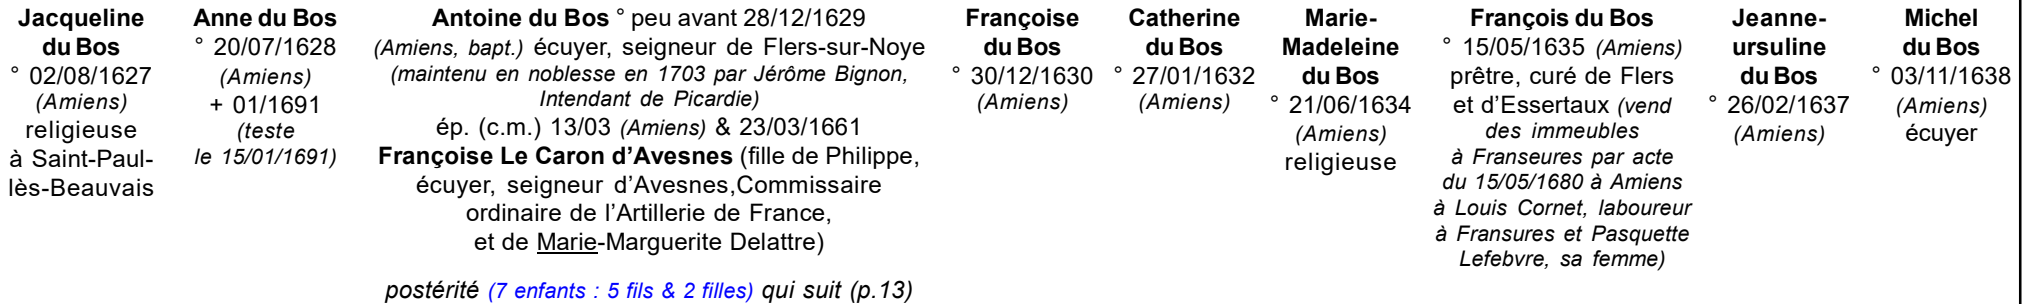 Jacqueline
du Bos
° 02/08/1627
(Amiens)
religieuse
à Saint-Paul-
lès-Beauvais
Anne du Bos
° 20/07/1628
(Amiens)
+ 01/1691
(teste
le 15/01/1691)
Antoine du Bos ° peu avant 28/12/1629
(Amiens, bapt.) écuyer, seigneur de Flers-sur-Noye
(maintenu en noblesse en 1703 par Jérôme Bignon,
Intendant de Picardie)
ép. (c.m.) 13/03 (Amiens) & 23/03/1661
Françoise Le Caron d’Avesnes (fille de Philippe,
écuyer, seigneur d’Avesnes,Commissaire
ordinaire de l’Artillerie de France,
et de Marie-Marguerite Delattre)
postérité (7 enfants : 5 fils & 2 filles) qui suit (p.13)
Françoise
du Bos
° 30/12/1630
(Amiens)
Catherine
du Bos
° 27/01/1632
(Amiens)
Marie-
Madeleine
du Bos
° 21/06/1634
(Amiens)
religieuse
François du Bos
° 15/05/1635 (Amiens)
prêtre, curé de Flers
et d’Essertaux (vend
des immeubles
à Franseures par acte
du 15/05/1680 à Amiens
à Louis Cornet, laboureur
à Fransures et Pasquette
Lefebvre, sa femme)
Jeanne-
ursuline
du Bos
° 26/02/1637
(Amiens)
Michel
du Bos
° 03/11/1638
(Amiens)
écuyer